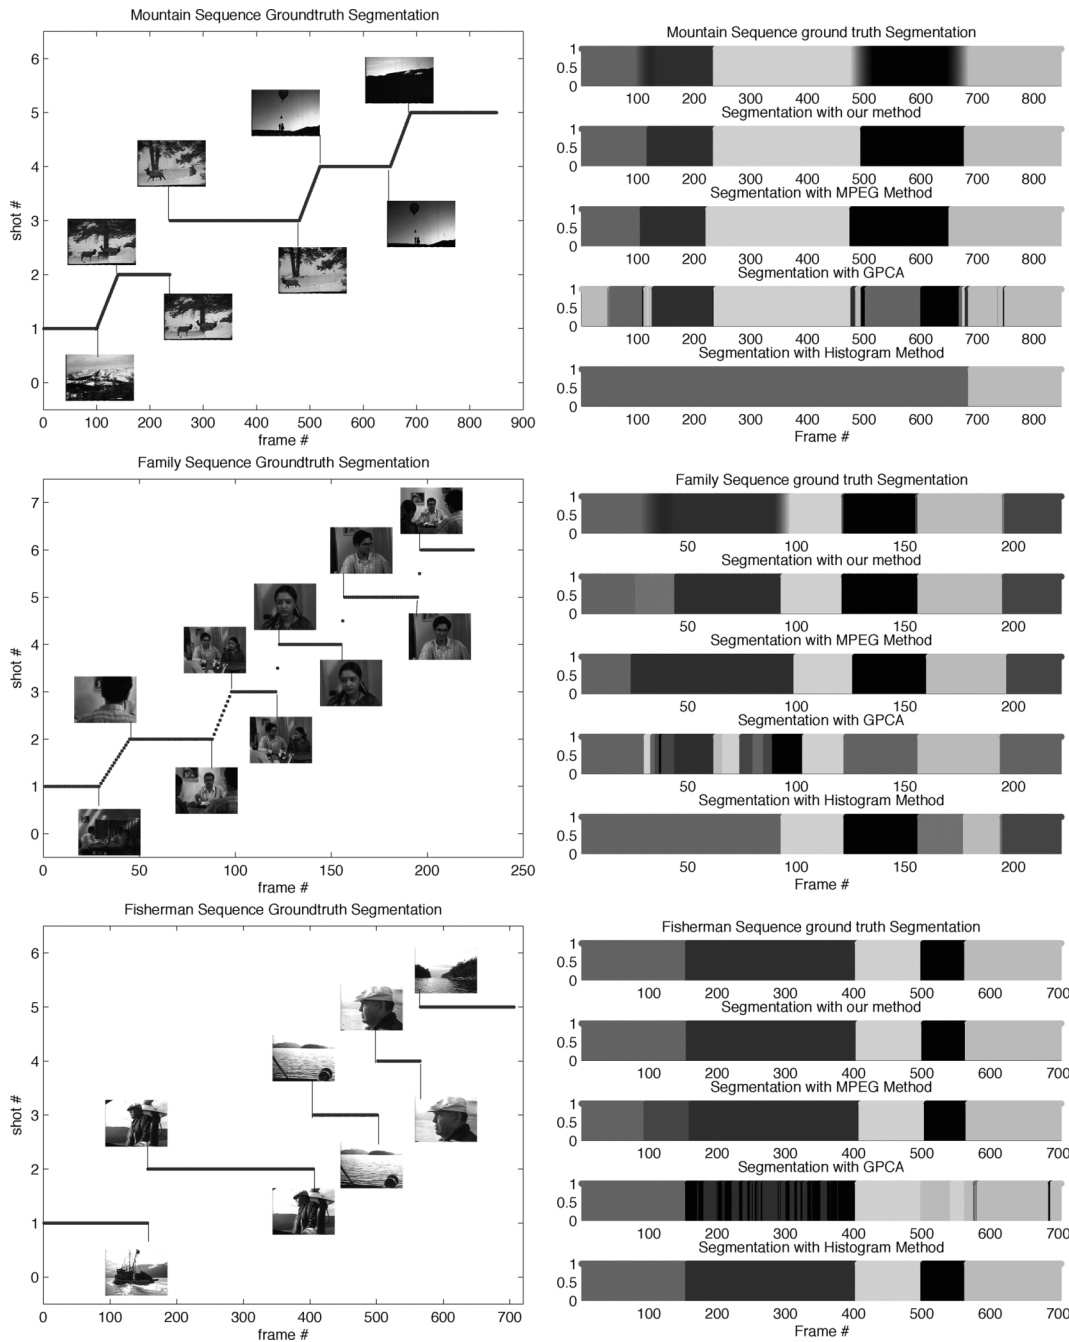 Mountain Sequence Groundtruth Segmentation
6
5
4
3
2
1
0
shot #
0 100 200 300 400 500 600 700 800 900
frame #
Mountain Sequence ground truth Segmentation
1
0.5
0
100 200 300 400 500 600 700 800
Segmentation with our method
1
0.5
0
100 200 300 400 500 600 700 800
Segmentation with MPEG Method
1
0.5
0
100 200 300 400 500 600 700 800
Segmentation with GPCA
1
0.5
0
100 200 300 400 500 600 700 800
Segmentation with Histogram Method
1
0.5
0
100 200 300 400 500 600 700 800
Frame #
Family Sequence Groundtruth Segmentation
7
6
5
4
3
2
1
0
shot #
0 50 100 150 200 250
frame #
Family Sequence ground truth Segmentation
1
0.5
0
50 100 150 200
Segmentation with our method
1
0.5
0
50 100 150 200
Segmentation with MPEG Method
1
0.5
0
50 100 150 200
Segmentation with GPCA
1
0.5
0
50 100 150 200
Segmentation with Histogram Method
1
0.5
0
50 100 150 200
Frame #
Fisherman Sequence Groundtruth Segmentation
6
5
4
3
2
1
0
shot #
0 100 200 300 400 500 600 700
frame #
Fisherman Sequence ground truth Segmentation
1
0.5
0
100 200 300 400 500 600 700
Segmentation with our method
1
0.5
0
100 200 300 400 500 600 700
Segmentation with MPEG Method
1
0.5
0
100 200 300 400 500 600 700
Segmentation with GPCA
1
0.5
0
100 200 300 400 500 600 700
Segmentation with Histogram Method
1
0.5
0
100 200 300 400 500 600 700
Frame #